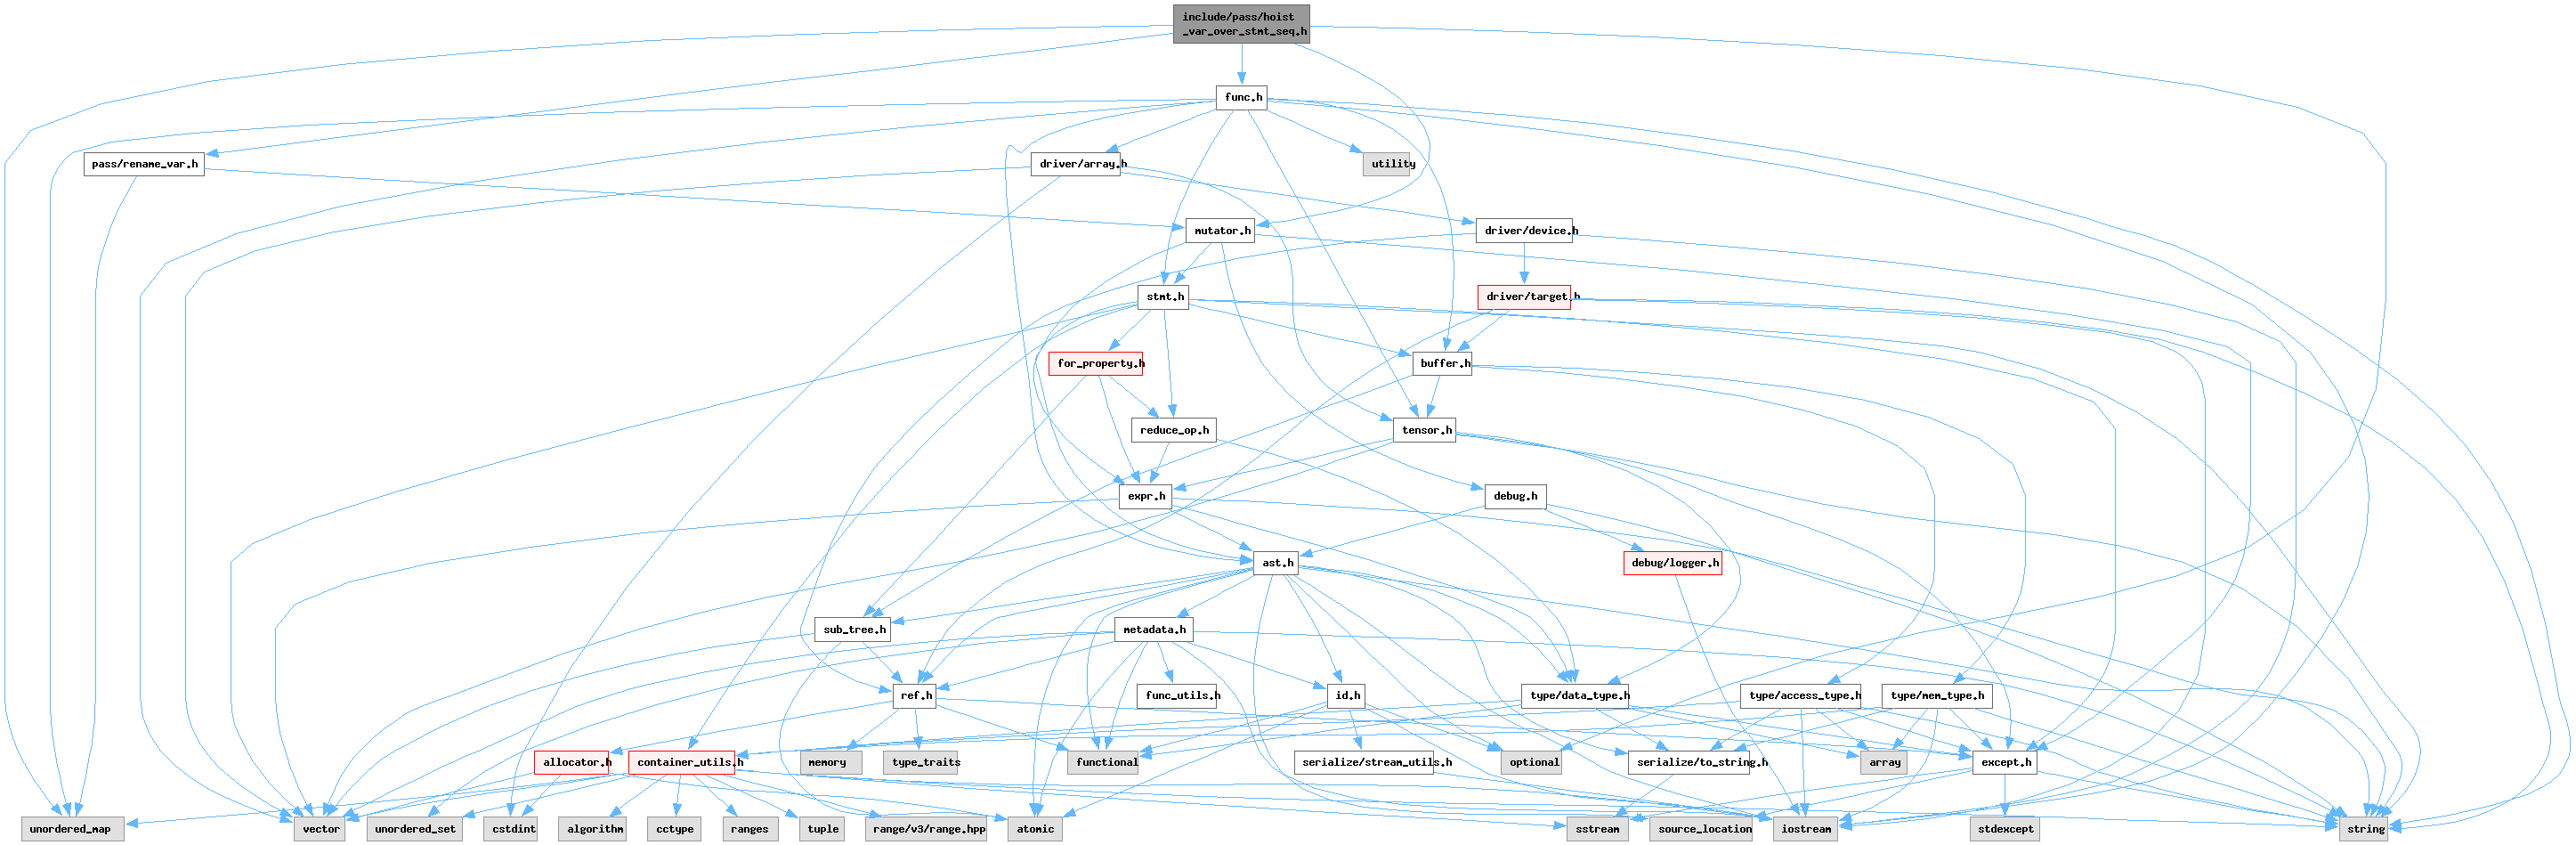 include/pass/hoist
_var_over_stmt_seq.h
func.h
pass/rename_var.h
driver/array.h
utility
mutator.h
driver/device.h
stmt.h
driver/target.h
for_property.h
buffer.h
reduce_op.h
tensor.h
expr.h
debug.h
ast.h
debug/logger.h
sub_tree.h
metadata.h
ref.h
func_utils.h
id.h
type/data_type.h
type/access_type.h
type/mem_type.h
allocator.h
container_utils.h
memory
type_traits
functional
serialize/stream_utils.h
optional
serialize/to_string.h
array
except.h
unordered_map
vector
unordered_set
cstdint
algorithm
cctype
ranges
tuple
range/v3/range.hpp
atomic
sstream
source_location
iostream
stdexcept
string